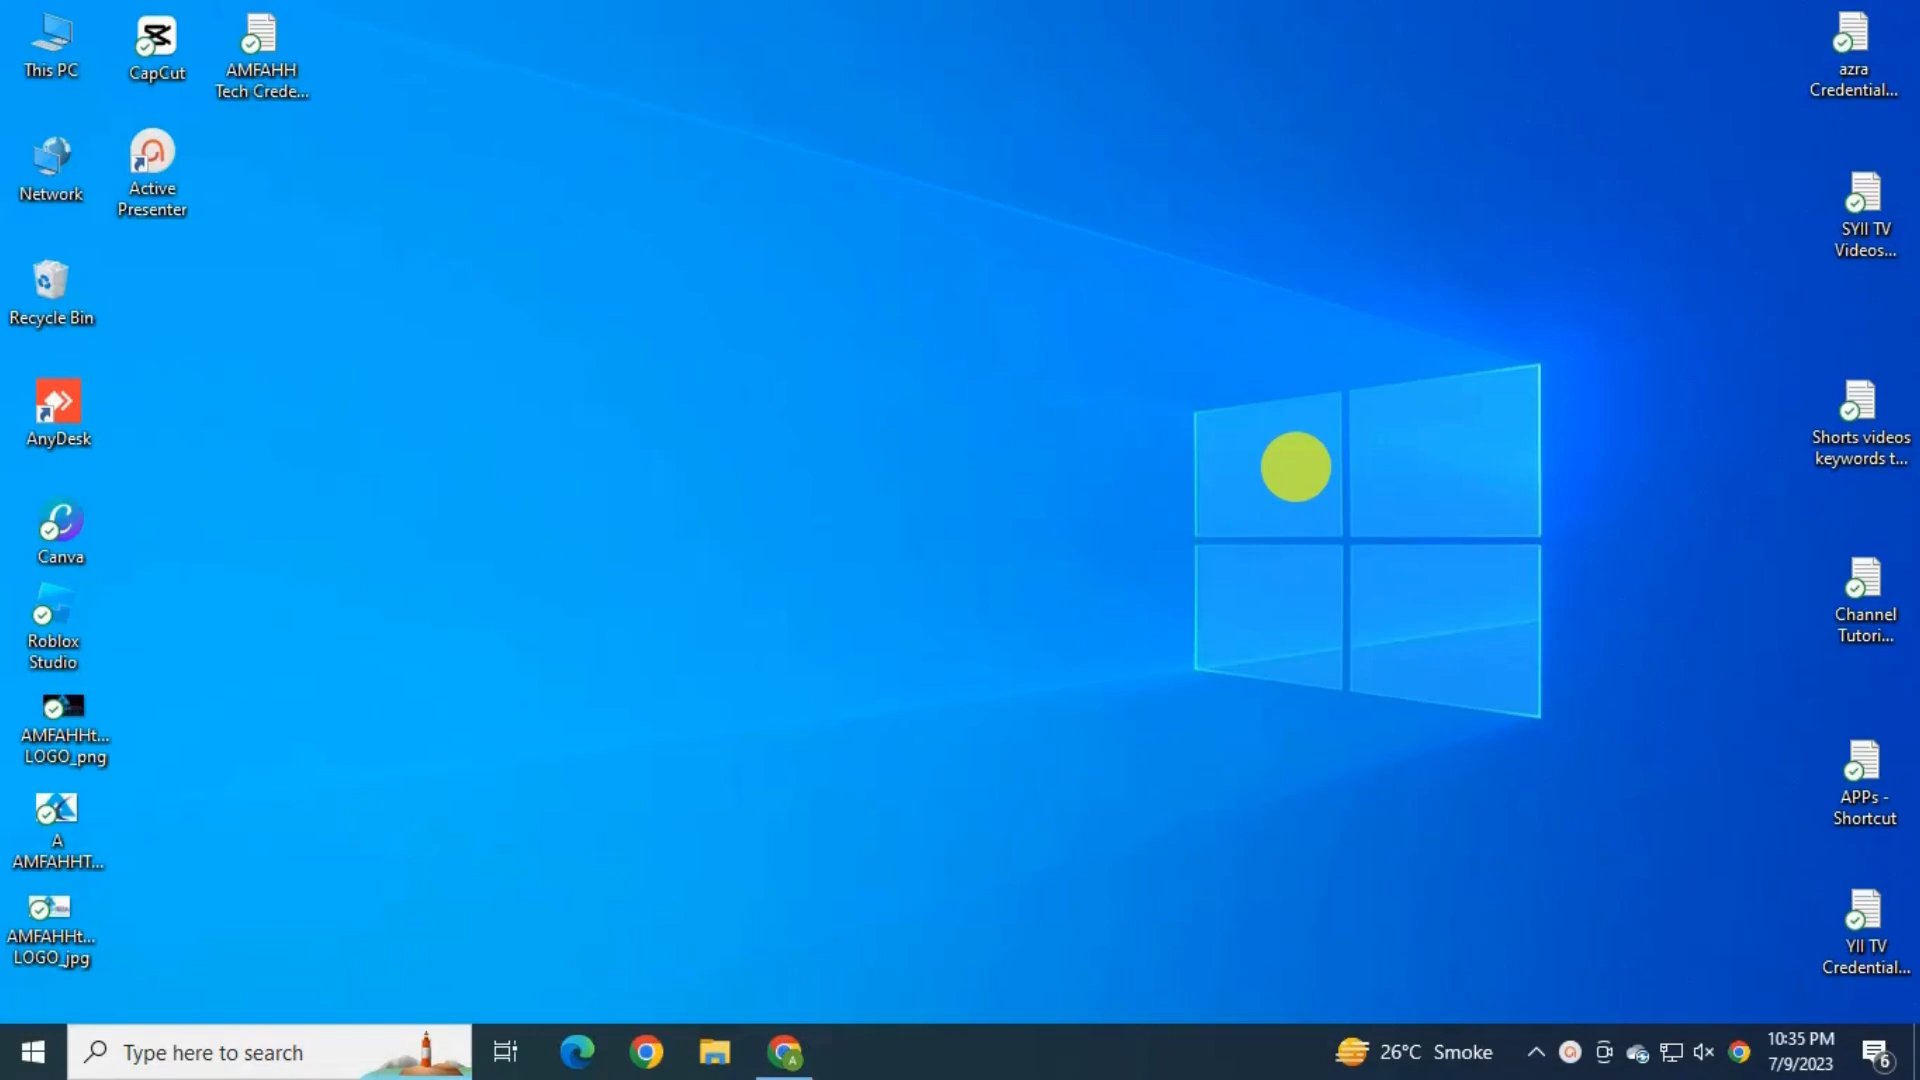 This PC
CapCut
AMFAHH
Tech Crede...
Network
Active
Presenter
Recycle Bin
AnyDesk
Canva
Roblox
Studio
AMFAHHt...
LOGO_png
A
AMFAHHT...
AMFAHHt...
LOGO_jpg
azra
Credential...
SYII TV
Videos...
Shorts videos
keywords t...
Channel
Tutori...
APPs -
Shortcut
YII TV
Credential...
Type here to search
A
26°C Smoke
10:35 PM
7/9/2023
6